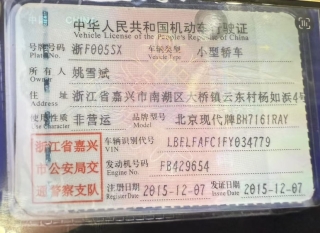 中华人民共和国机动车行驶证
Vehicle License of the People's Republic of China
号牌号码 浙FF005SX 车辆类型 小型轿车
Plate No. Vehicle Type
所有人 姚雪斌
Owner
住址 浙江省嘉兴市南湖区大桥镇云东村杨如浜4号
Address
使用性质 非营运 品牌型号 北京现代牌BH7161RAY
Use Character Model
浙江省嘉兴
市公安局交
通警察支队
车辆识别代号 LBELFAFC1FY034779
VIN
发动机号码 FB429654
Engine No.
注册日期 2015-12-07 发证日期 2015-12-07
Register Date Issue Date